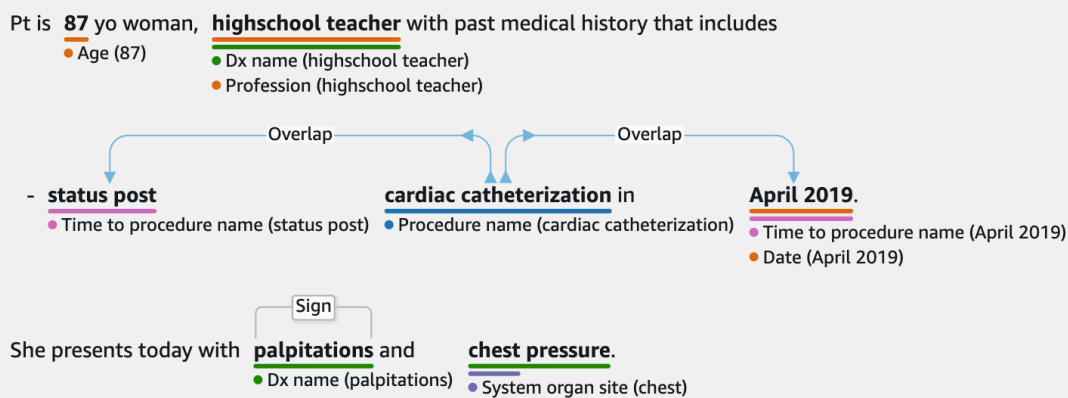 Pt is 87 yo woman, highschool teacher with past medical history that includes
Age (87)
Dx name (highschool teacher)
Profession (highschool teacher)
Overlap Overlap
- status post cardiac catheterization in April 2019.
Time to procedure name (status post) Procedure name (cardiac catheterization) Time to procedure name (April 2019)
Date (April 2019)
Sign
She presents today with palpitations and chest pressure.
Dx name (palpitations) System organ site (chest)